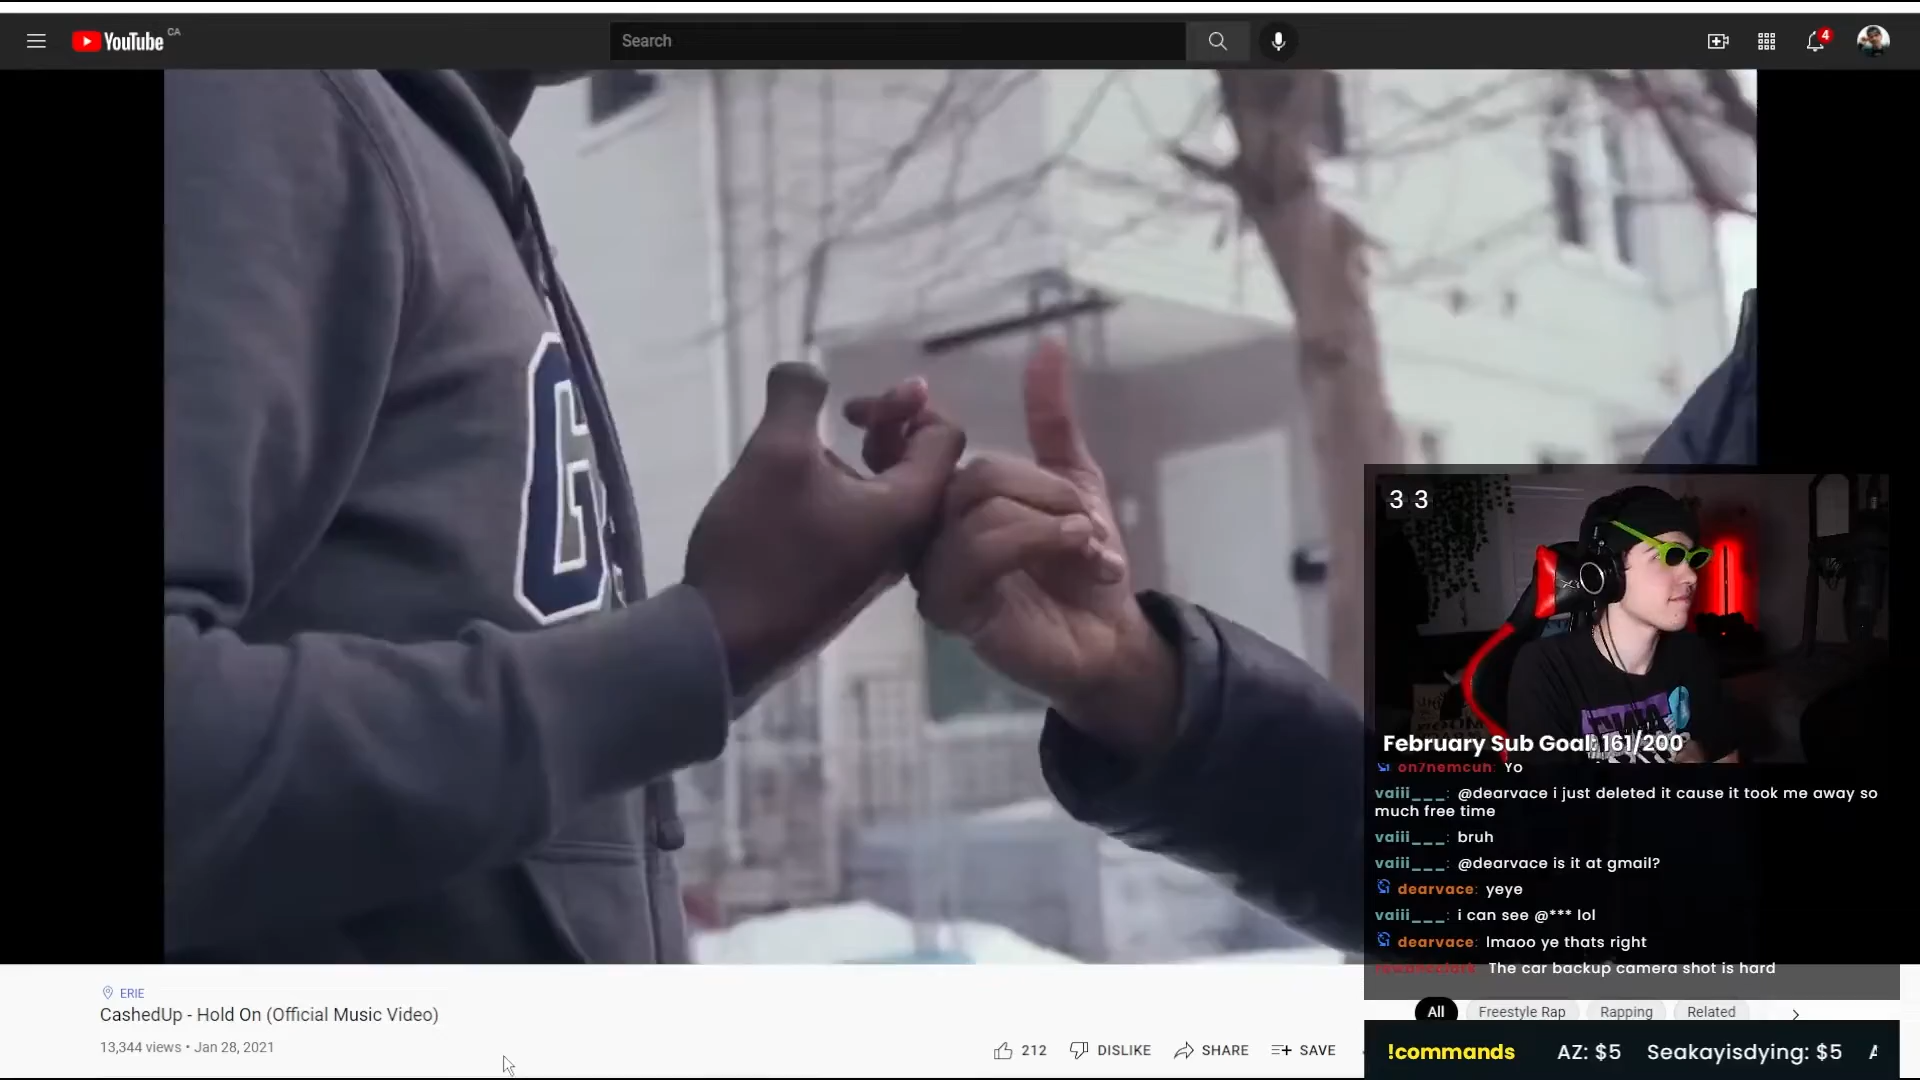 YouTube CA
Search
4
G
3 3
February Sub Goal: 161/200
on7nemcuh: Yo
vaiii___: @dearvace i just deleted it cause it took me away so
much free time
vaiii___: bruh
vaiii___: @dearvace is it at gmail?
dearvace: yeye
vaiii___: i can see @*** lol
dearvace: lmaoo ye thats right
The car backup camera shot is hard
ERIE
CashedUp - Hold On (Official Music Video)
13,344 views • Jan 28, 2021
212 DISLIKE SHARE SAVE
All Freestyle Rap Rapping Related
!commands AZ: $5 Seakayisdying: $5